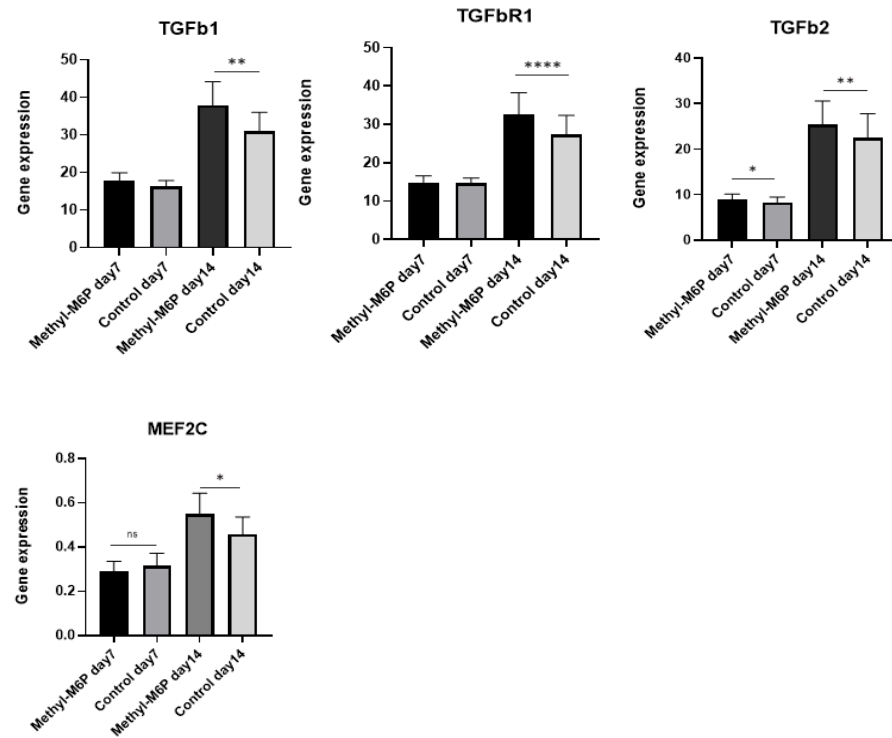 TGFb1
Gene expression
50
40
30
20
10
0
**
Methyl-M6P day7
Control day7
Methyl-M6P day14
Control day14
TGFbR1
Gene expression
50
40
30
20
10
0
****
Methyl-M6P day7
Control day7
Methyl-M6P day14
Control day14
TGFb2
Gene expression
40
30
20
10
0
*
**
Methyl-M6P day7
Control day7
Methyl-M6P day14
Control day14
MEF2C
Gene expression
0.8
0.6
0.4
0.2
0.0
ns
*
Methyl-M6P day7
Control day7
Methyl-M6P day14
Control day14